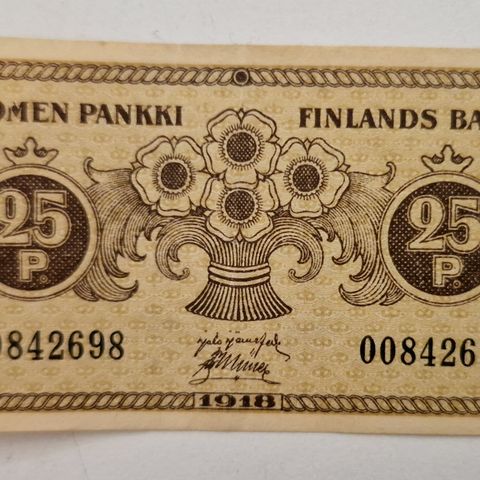 OMEN PANKKI FINLANDS BA
25 25
P. P.
0842698 008426
1918